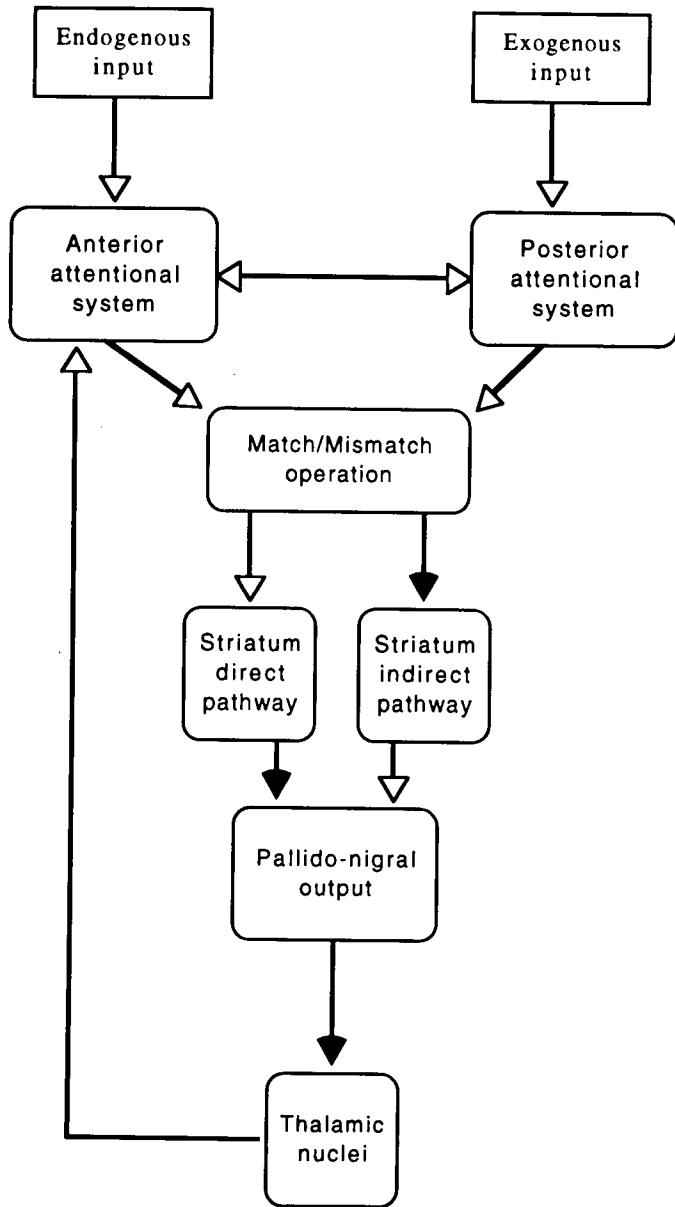 Endogenous
input
Exogenous
input
Anterior
attentional
system
Posterior
attentional
system
Match/Mismatch
operation
Striatum
direct
pathway
Striatum
indirect
pathway
Pallido-nigral
output
Thalamic
nuclei